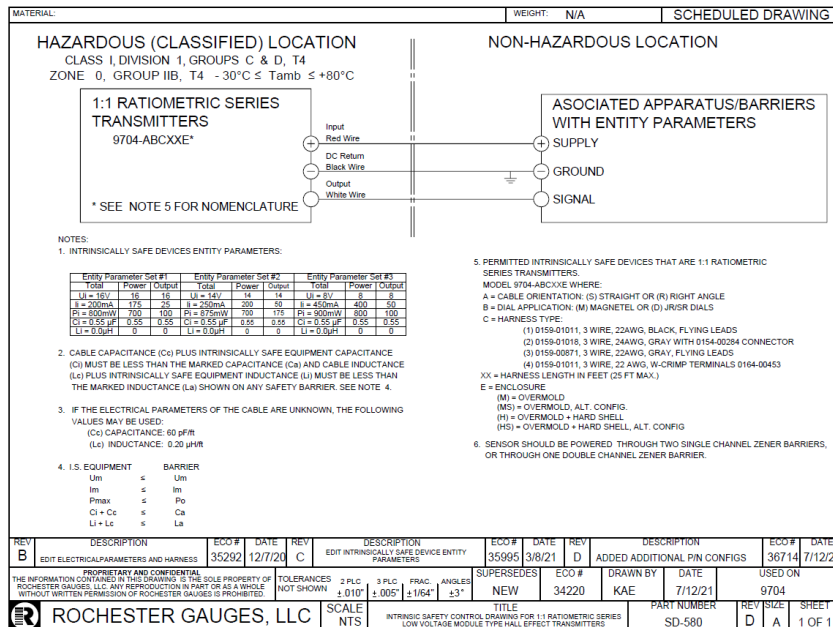 MATERIAL: WEIGHT: N/A SCHEDULED DRAWING
HAZARDOUS (CLASSIFIED) LOCATION
CLASS I, DIVISION 1, GROUPS C & D, T4
ZONE 0, GROUP IIB, T4 - 30°C ≤ Tamb ≤ +80°C
NON-HAZARDOUS LOCATION
1:1 RATIOMETRIC SERIES
TRANSMITTERS
9704-ABCXXE*
* SEE NOTE 5 FOR NOMENCLATURE
Input
Red Wire
DC Return
Black Wire
Output
White Wire
ASOCIATED APPARATUS/BARRIERS
WITH ENTITY PARAMETERS
SUPPLY
GROUND
SIGNAL
NOTES:
1. INTRINSICALLY SAFE DEVICES ENTITY PARAMETERS:
Entity Parameter Set #1 Entity Parameter Set #2 Entity Parameter Set #3
Total Power Output Total Power Output Total Power Output
Ui = 16V 16 16 Ui = 14V 14 14 Ui = 8V 8 8
Ii = 200mA 175 25 Ii = 250mA 200 50 Ii = 450mA 400 50
Pi = 800mW 700 100 Pi = 875mW 700 175 Pi = 900mW 800 100
Ci = 0.55 µF 0.55 0.55 Ci = 0.55 µF 0.55 0.55 Ci = 0.55 µF 0.55 0.55
Li = 0.0µH 0 0 Li = 0.0µH 0 0 Li = 0.0µH 0 0
2. CABLE CAPACITANCE (Cc) PLUS INTRINSICALLY SAFE EQUIPMENT CAPACITANCE
(Ci) MUST BE LESS THAN THE MARKED CAPACITANCE (Ca) AND CABLE INDUCTANCE
(Lc) PLUS INTRINSICALLY SAFE EQUIPMENT INDUCTANCE (Li) MUST BE LESS THAN
THE MARKED INDUCTANCE (La) SHOWN ON ANY SAFETY BARRIER. SEE NOTE 4.
3. IF THE ELECTRICAL PARAMETERS OF THE CABLE ARE UNKNOWN, THE FOLLOWING
VALUES MAY BE USED:
(Cc) CAPACITANCE: 60 pF/ft
(Lc) INDUCTANCE: 0.20 µH/ft
4. I.S. EQUIPMENT BARRIER
Um ≤ Um
Im ≤ Im
Pmax ≤ Po
Ci + Cc ≤ Ca
Li + Lc ≤ La
5. PERMITTED INTRINSICALLY SAFE DEVICES THAT ARE 1:1 RATIOMETRIC
SERIES TRANSMITTERS.
MODEL 9704-ABCXXE WHERE:
A = CABLE ORIENTATION: (S) STRAIGHT OR (R) RIGHT ANGLE
B = DIAL APPLICATION: (M) MAGNETEL OR (D) JR/SR DIALS
C = HARNESS TYPE:
(1) 0159-01011, 3 WIRE, 22AWG, BLACK, FLYING LEADS
(2) 0159-01018, 3 WIRE, 24AWG, GRAY WITH 0154-00284 CONNECTOR
(3) 0159-00871, 3 WIRE, 22AWG, GRAY, FLYING LEADS
(4) 0159-01011, 3 WIRE, 22 AWG, W-CRIMP TERMINALS 0164-00453
XX = HARNESS LENGTH IN FEET (25 FT MAX.)
E = ENCLOSURE
(M) = OVERMOLD
(MS) = OVERMOLD, ALT. CONFIG.
(H) = OVERMOLD + HARD SHELL
(HS) = OVERMOLD + HARD SHELL, ALT. CONFIG
6. SENSOR SHOULD BE POWERED THROUGH TWO SINGLE CHANNEL ZENER BARRIERS,
OR THROUGH ONE DOUBLE CHANNEL ZENER BARRIER.
REV DESCRIPTION ECO # DATE REV DESCRIPTION ECO # DATE REV DESCRIPTION ECO # DATE
B EDIT ELECTRICALPARAMETERS AND HARNESS 35292 12/7/20 C EDIT INTRINSICALLY SAFE DEVICE ENTITY PARAMETERS 35995 3/8/21 D ADDED ADDITIONAL P/N CONFIGS 36714 7/12/2
PROPRIETARY AND CONFIDENTIAL
THE INFORMATION CONTAINED IN THIS DRAWING IS THE SOLE PROPERTY OF
ROCHESTER GAUGES, LLC. ANY REPRODUCTION IN PART OR AS A WHOLE
WITHOUT WRITTEN PERMISSION OF ROCHESTER GAUGES IS PROHIBITED.
TOLERANCES NOT SHOWN 2 PLC 3 PLC FRAC. ANGLES
±.010" ±.005" ±1/64" ±3°
SUPERSEDES ECO # DRAWN BY DATE USED ON
NEW 34220 KAE 7/12/21 9704
R ROCHESTER GAUGES, LLC
SCALE
NTS
TITLE
INTRINSIC SAFETY CONTROL DRAWING FOR 1:1 RATIOMETRIC SERIES
LOW VOLTAGE MODULE TYPE HALL EFFECT TRANSMITTERS
PART NUMBER REV SIZE SHEET
SD-580 D A 1 OF 1